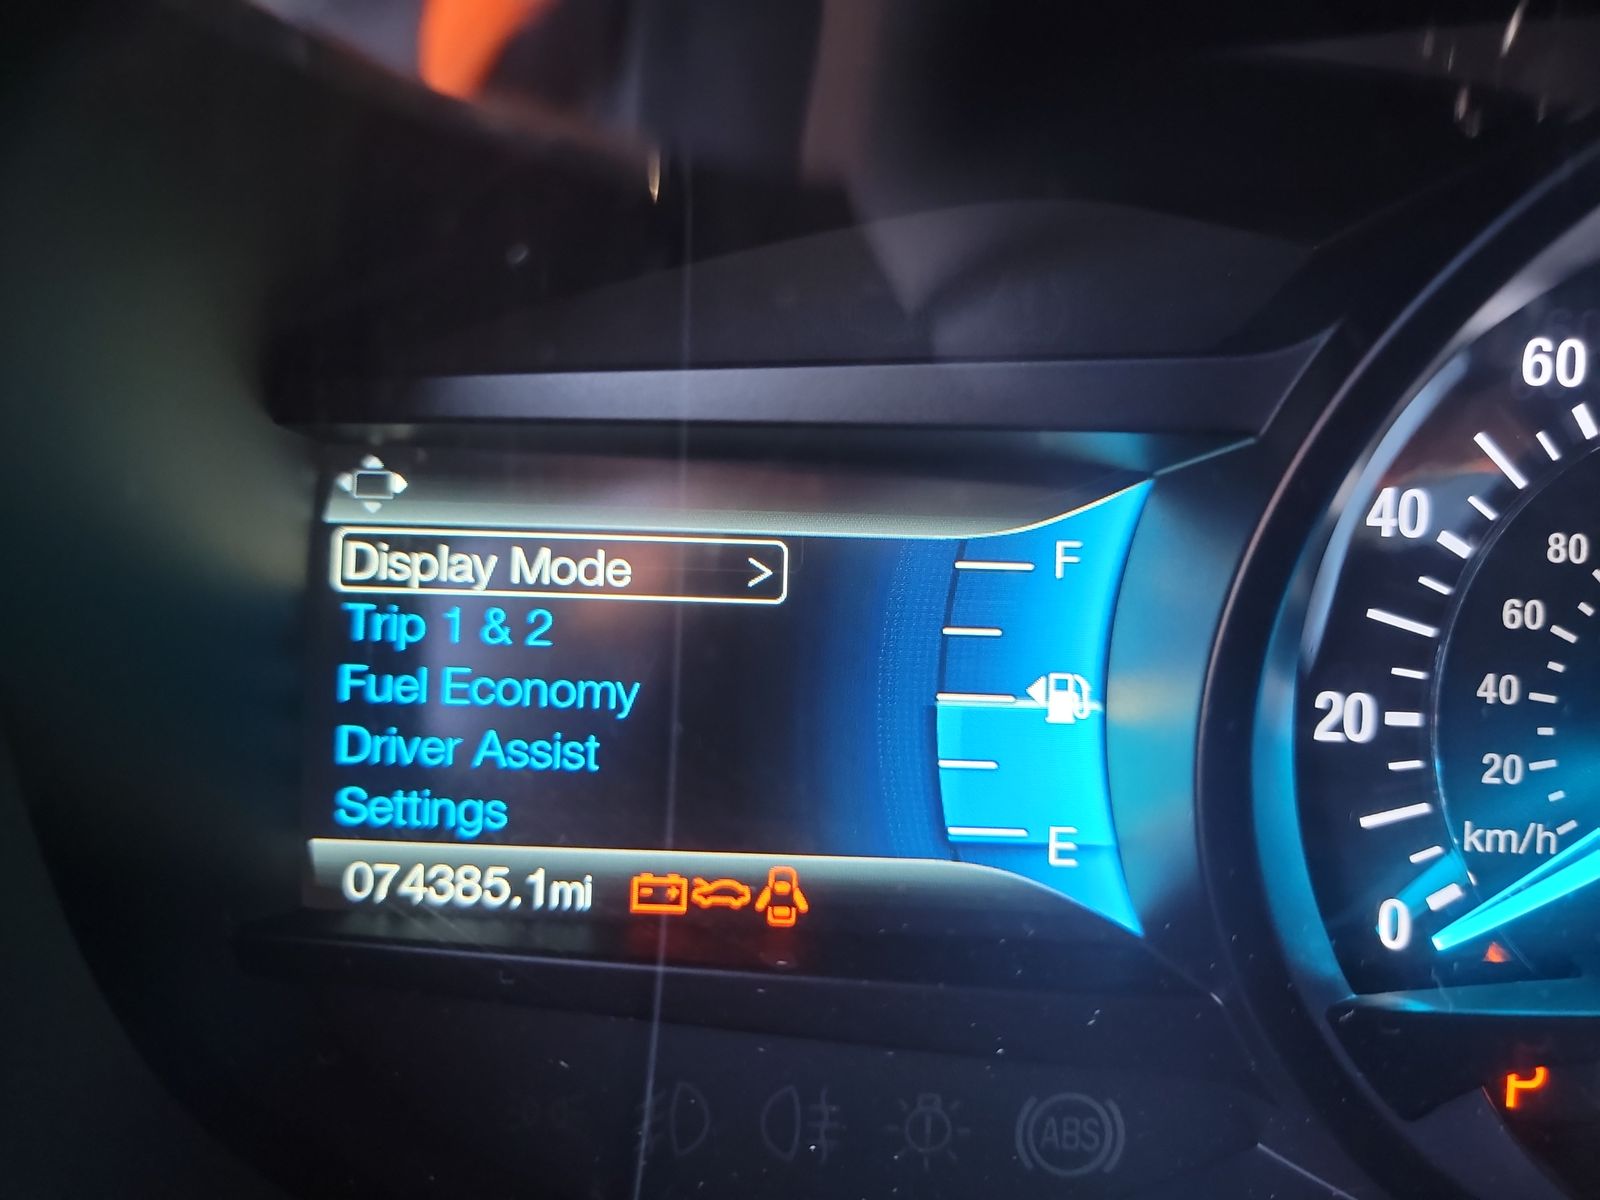 Display Mode >
Trip 1 & 2
Fuel Economy
Driver Assist
Settings
074385.1mi
F
E
60
40
20
0
80
60
40
20
km/h
ABS